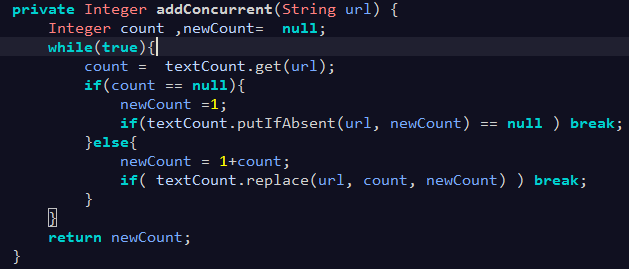 private Integer addConcurrent(String url) {
Integer count ,newCount=  null;
while(true){
count =  textCount.get(url);
if(count == null){
newCount =1;
if(textCount.putIfAbsent(url, newCount) == null ) break;
}else{
newCount = 1+count;
if( textCount.replace(url, count, newCount) ) break;
}
}
return newCount;
}